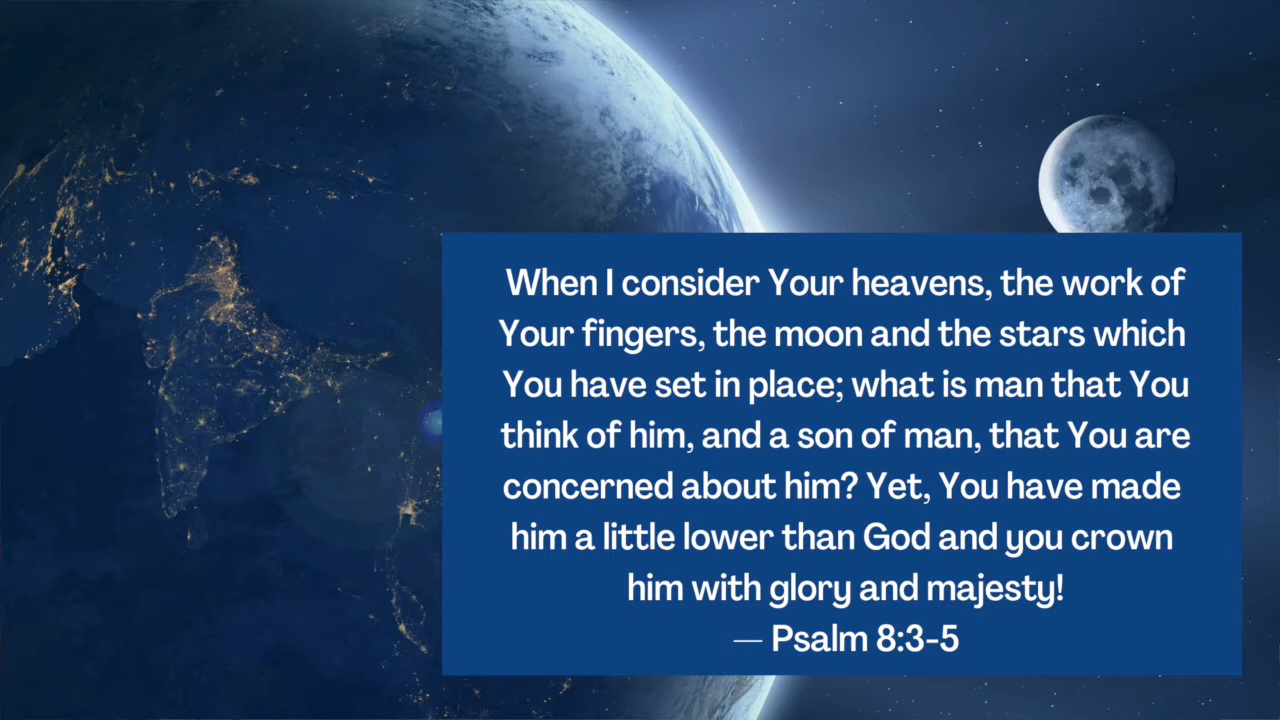 When I consider Your heavens, the work of
Your fingers, the moon and the stars which
You have set in place; what is man that You
think of him, and a son of man, that You are
concerned about him? Yet, You have made
him a little lower than God and you crown
him with glory and majesty!
— Psalm 8:3-5